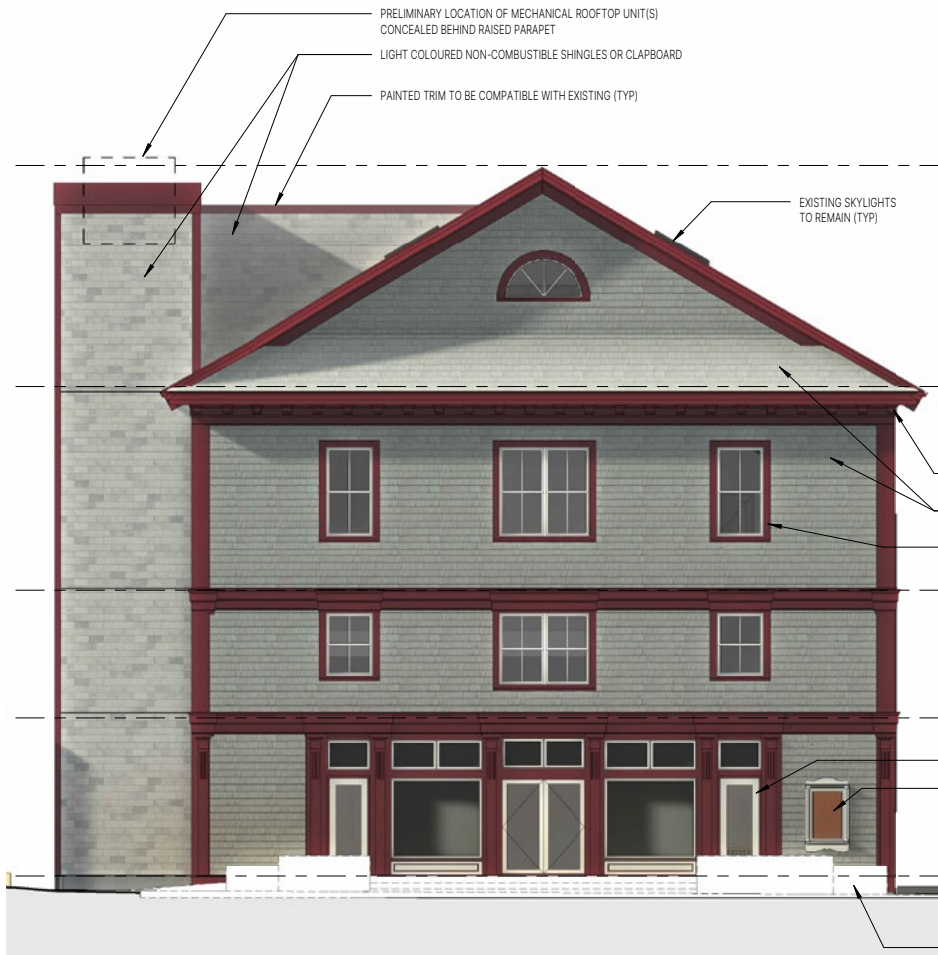 PRELIMINARY LOCATION OF MECHANICAL ROOFTOP UNIT(S)
CONCEALED BEHIND RAISED PARAPET
LIGHT COLOURED NON-COMBUSTIBLE SHINGLES OR CLAPBOARD
PAINTED TRIM TO BE COMPATIBLE WITH EXISTING (TYP)
EXISTING SKYLIGHTS
TO REMAIN (TYP)